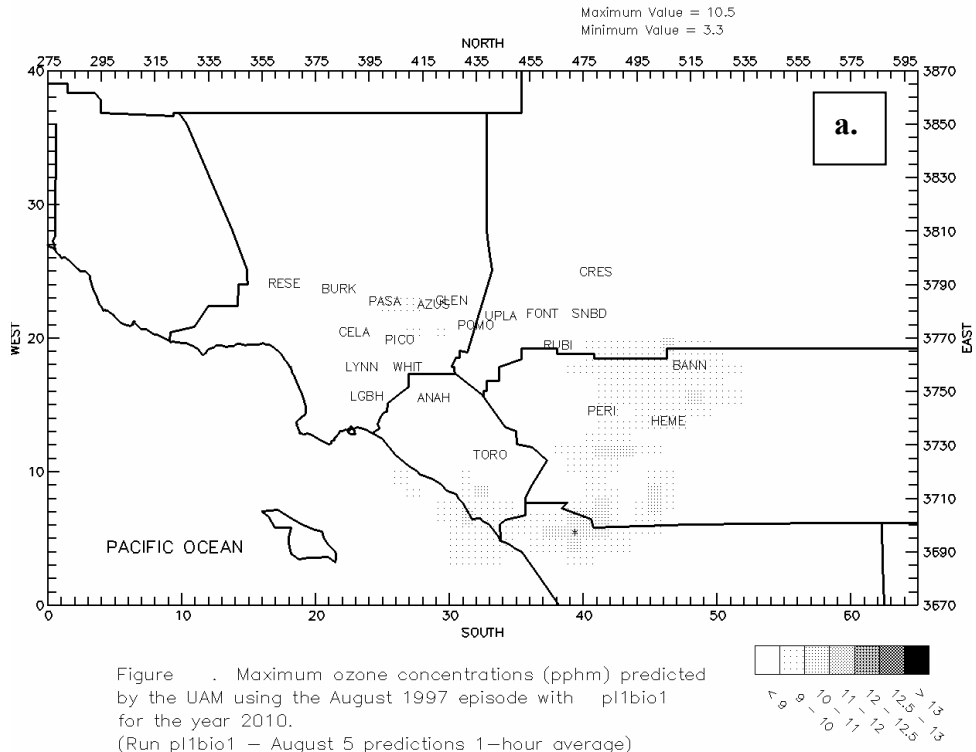 Maximum Value = 10.5
Minimum Value = 3.3
NORTH
275 295 315 335 355 375 395 415 435 455 475 495 515 535 555 575 595
40 3870
a.
3850
30 3830
3810
CRES
RESE BURK 3790
PASA AZUS GLEN
UPLA FONT SNBD
CELA POMO
WEST 20 PICO RUBI 3770 EAST
LYNN WHIT BANN
LGBH ANAH 3750
PERI
HEME
TORO 3730
10
3710
PACIFIC OCEAN 3690
0 3670
0 10 20 30 40 50 60
SOUTH
Figure . Maximum ozone concentrations (pphm) predicted
by the UAM using the August 1997 episode with pl1bio1
for the year 2010.
(Run pl1bio1 – August 5 predictions 1-hour average)
< 9
9 – 10
10 – 11
11 – 12
12 – 12.5
12.5 – 13
> 13